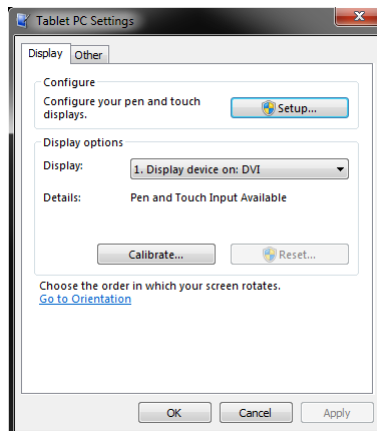 Tablet PC Settings
Display
Other
Configure
Configure your pen and touch
displays.
Setup...
Display options
Display:
1. Display device on: DVI
Details:
Pen and Touch Input Available
Calibrate...
Reset...
Choose the order in which your screen rotates.
Go to Orientation
OK
Cancel
Apply